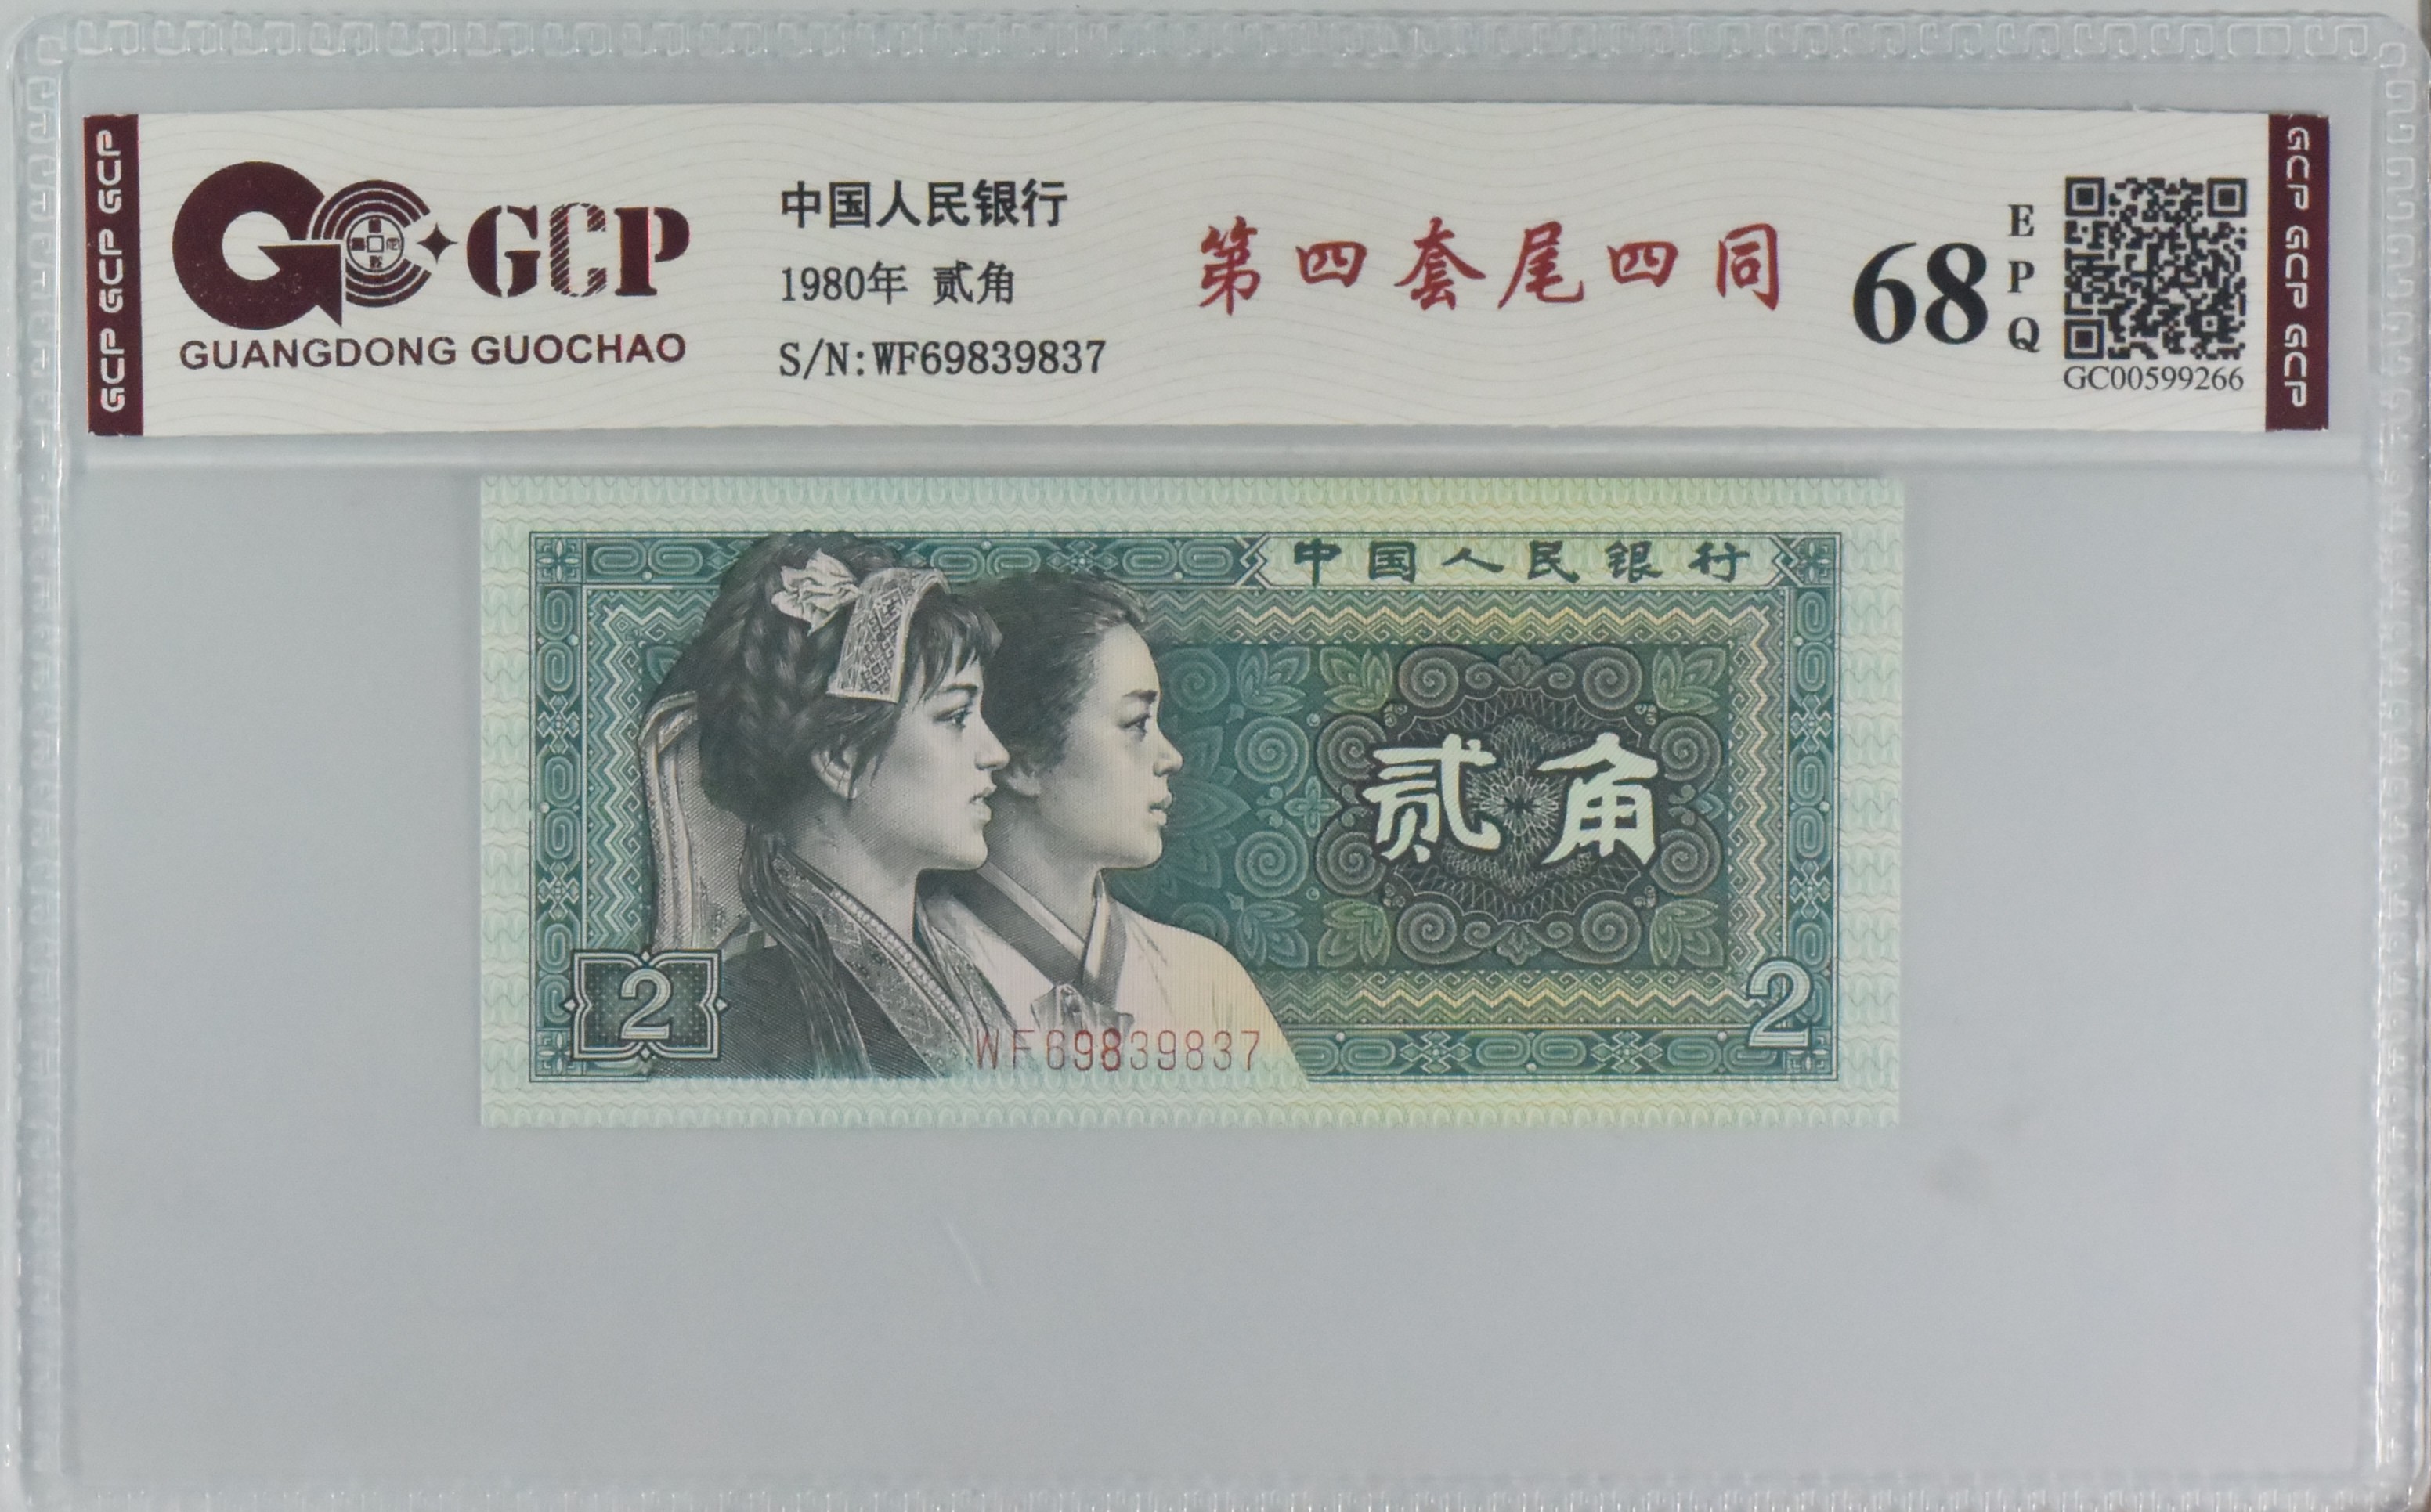 GCP GCP GCP
GCP
GUANGDONG GUOCHAO
中国人民银行
1980年 贰角
S/N:WF69839837
第四套尾四同
68
EPQ
GC00599266
GCP GCP GCP
中国人民银行
贰角
2
2
WF69839837